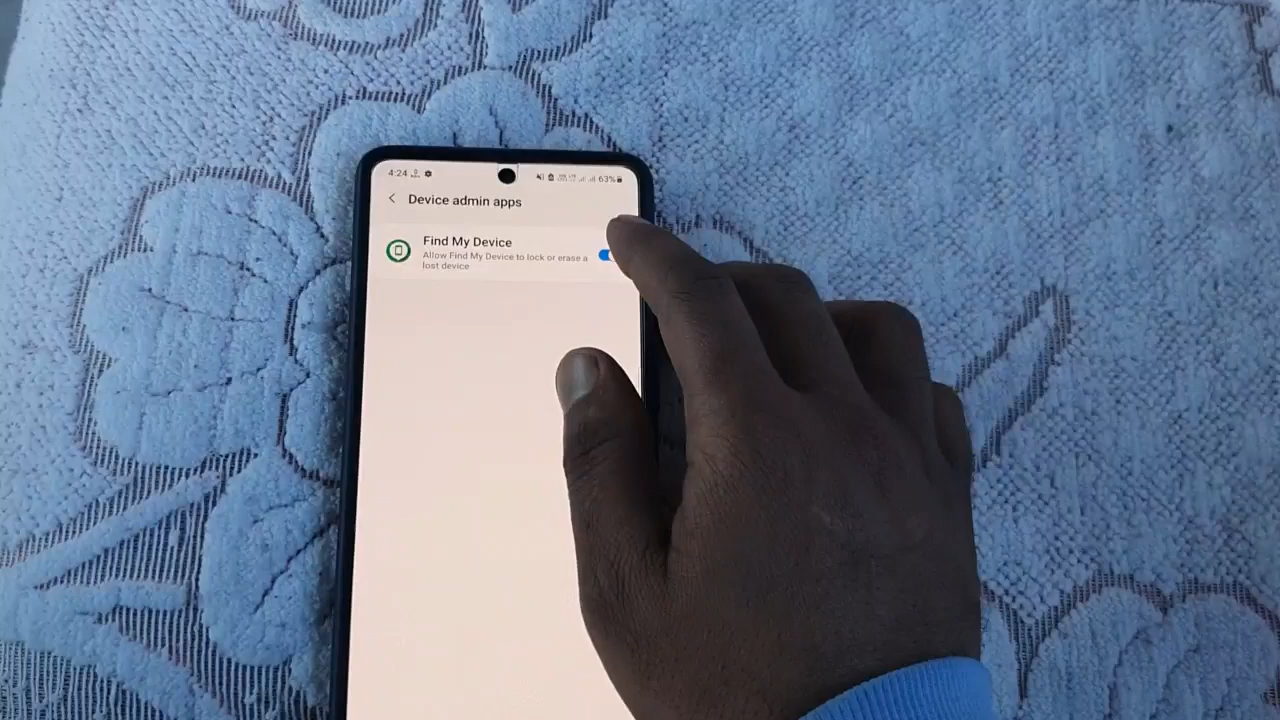 4:24
63%
Device admin apps
Find My Device
Allow Find My Device to lock or erase a
lost device